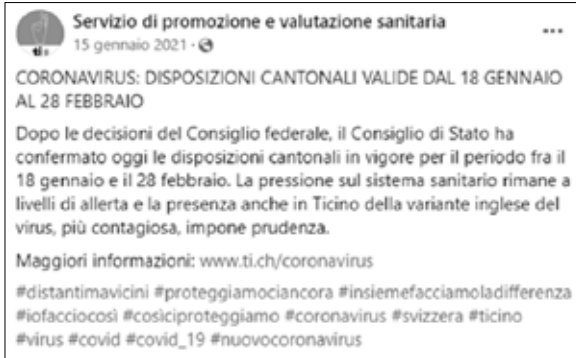 Servizio di promozione e valutazione sanitaria
15 gennaio 2021 ·
CORONAVIRUS: DISPOSIZIONI CANTONALI VALIDE DAL 18 GENNAIO
AL 28 FEBBRAIO
Dopo le decisioni del Consiglio federale, il Consiglio di Stato ha
confermato oggi le disposizioni cantonali in vigore per il periodo fra il
18 gennaio e il 28 febbraio. La pressione sul sistema sanitario rimane a
livelli di allerta e la presenza anche in Ticino della variante inglese del
virus, più contagiosa, impone prudenza.
Maggiori informazioni: www.ti.ch/coronavirus
#distantimavicini #proteggiamociancora #insiemefacciamoladifferenza
#iofacciocosì #cosìciproteggiamo #coronavirus #svizzera #ticino
#virus #covid #covid_19 #nuovocoronavirus